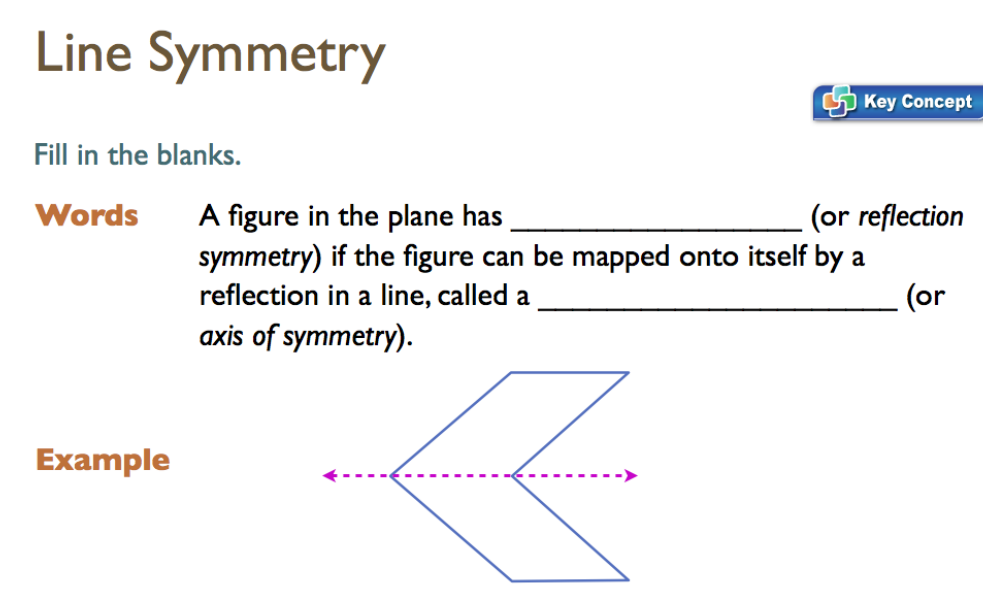 Line Symmetry
Key Concept
Fill in the blanks.
Words A figure in the plane has ____________________ (or reflection
symmetry) if the figure can be mapped onto itself by a
reflection in a line, called a _________________________ (or
axis of symmetry).
Example